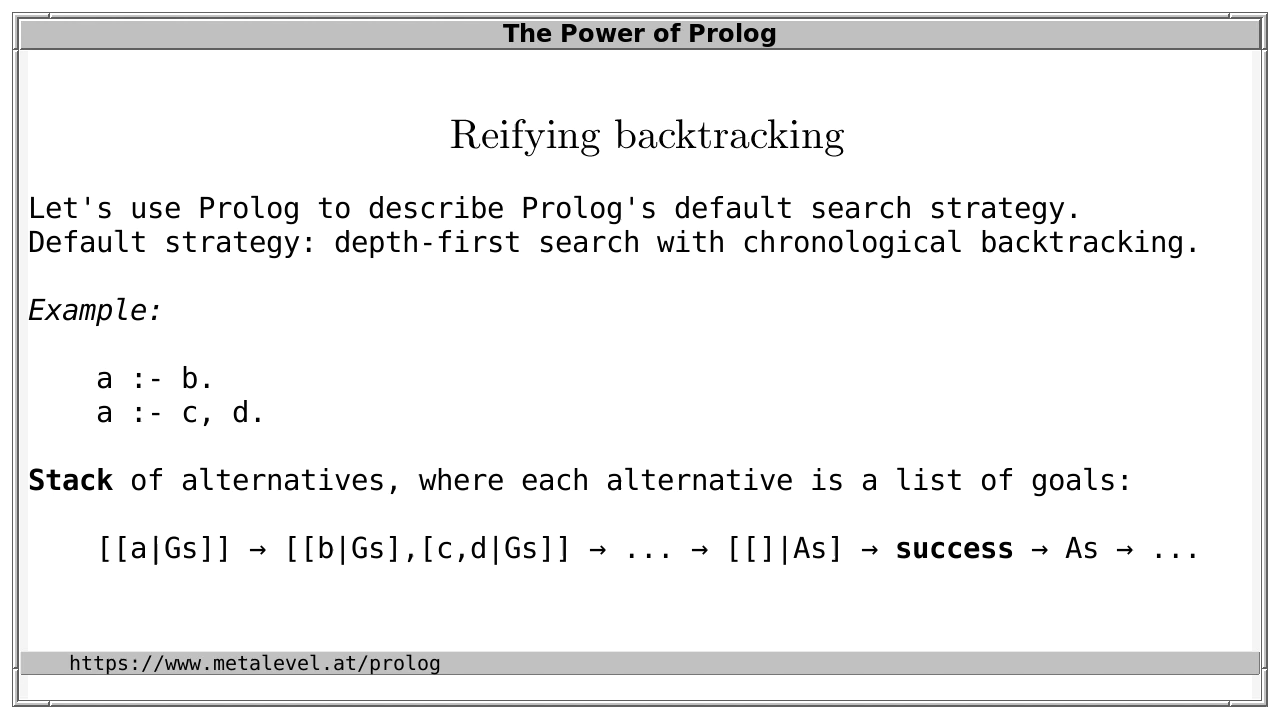 The Power of Prolog
Reifying backtracking
Let's use Prolog to describe Prolog's default search strategy.
Default strategy: depth-first search with chronological backtracking.
Example:
a :- b.
a :- c, d.
Stack of alternatives, where each alternative is a list of goals:
[[a|Gs]] → [[b|Gs],[c,d|Gs]] → ... → [[]|As] → success → As → ...
https://www.metalevel.at/prolog